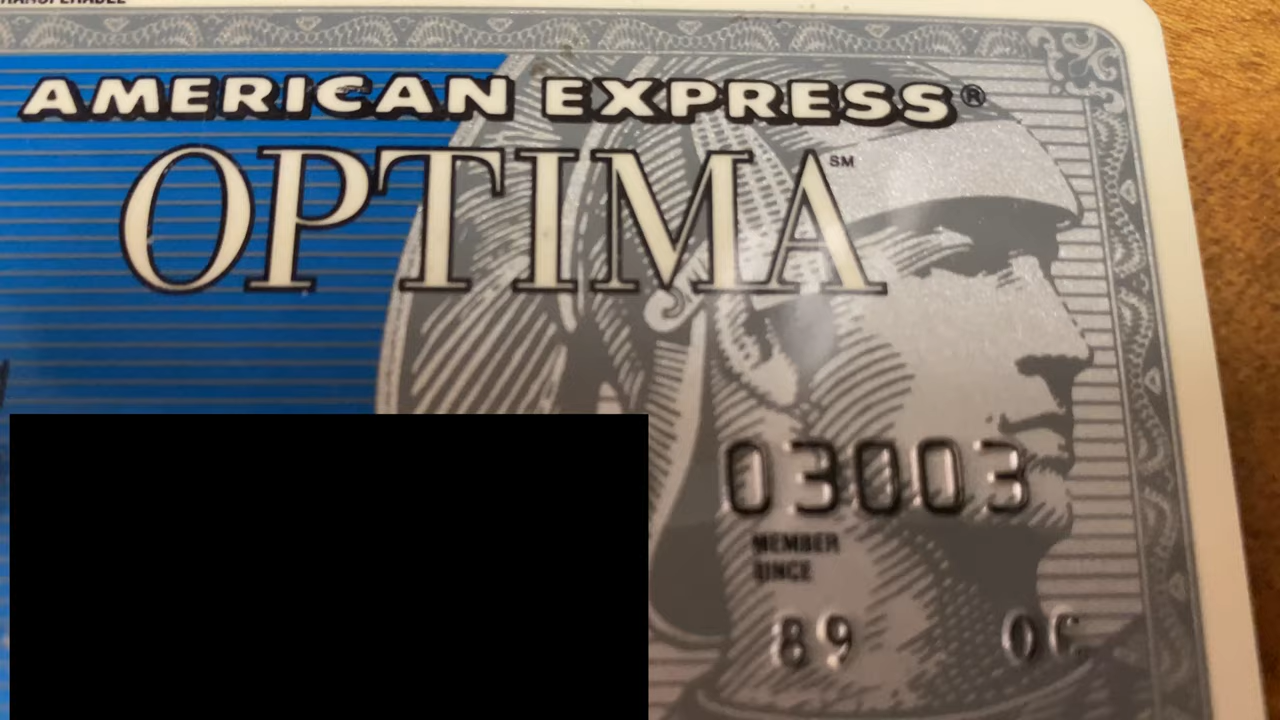 AMERICAN EXPRESS®
OPTIMA℠
03003
MEMBER
SINCE
89